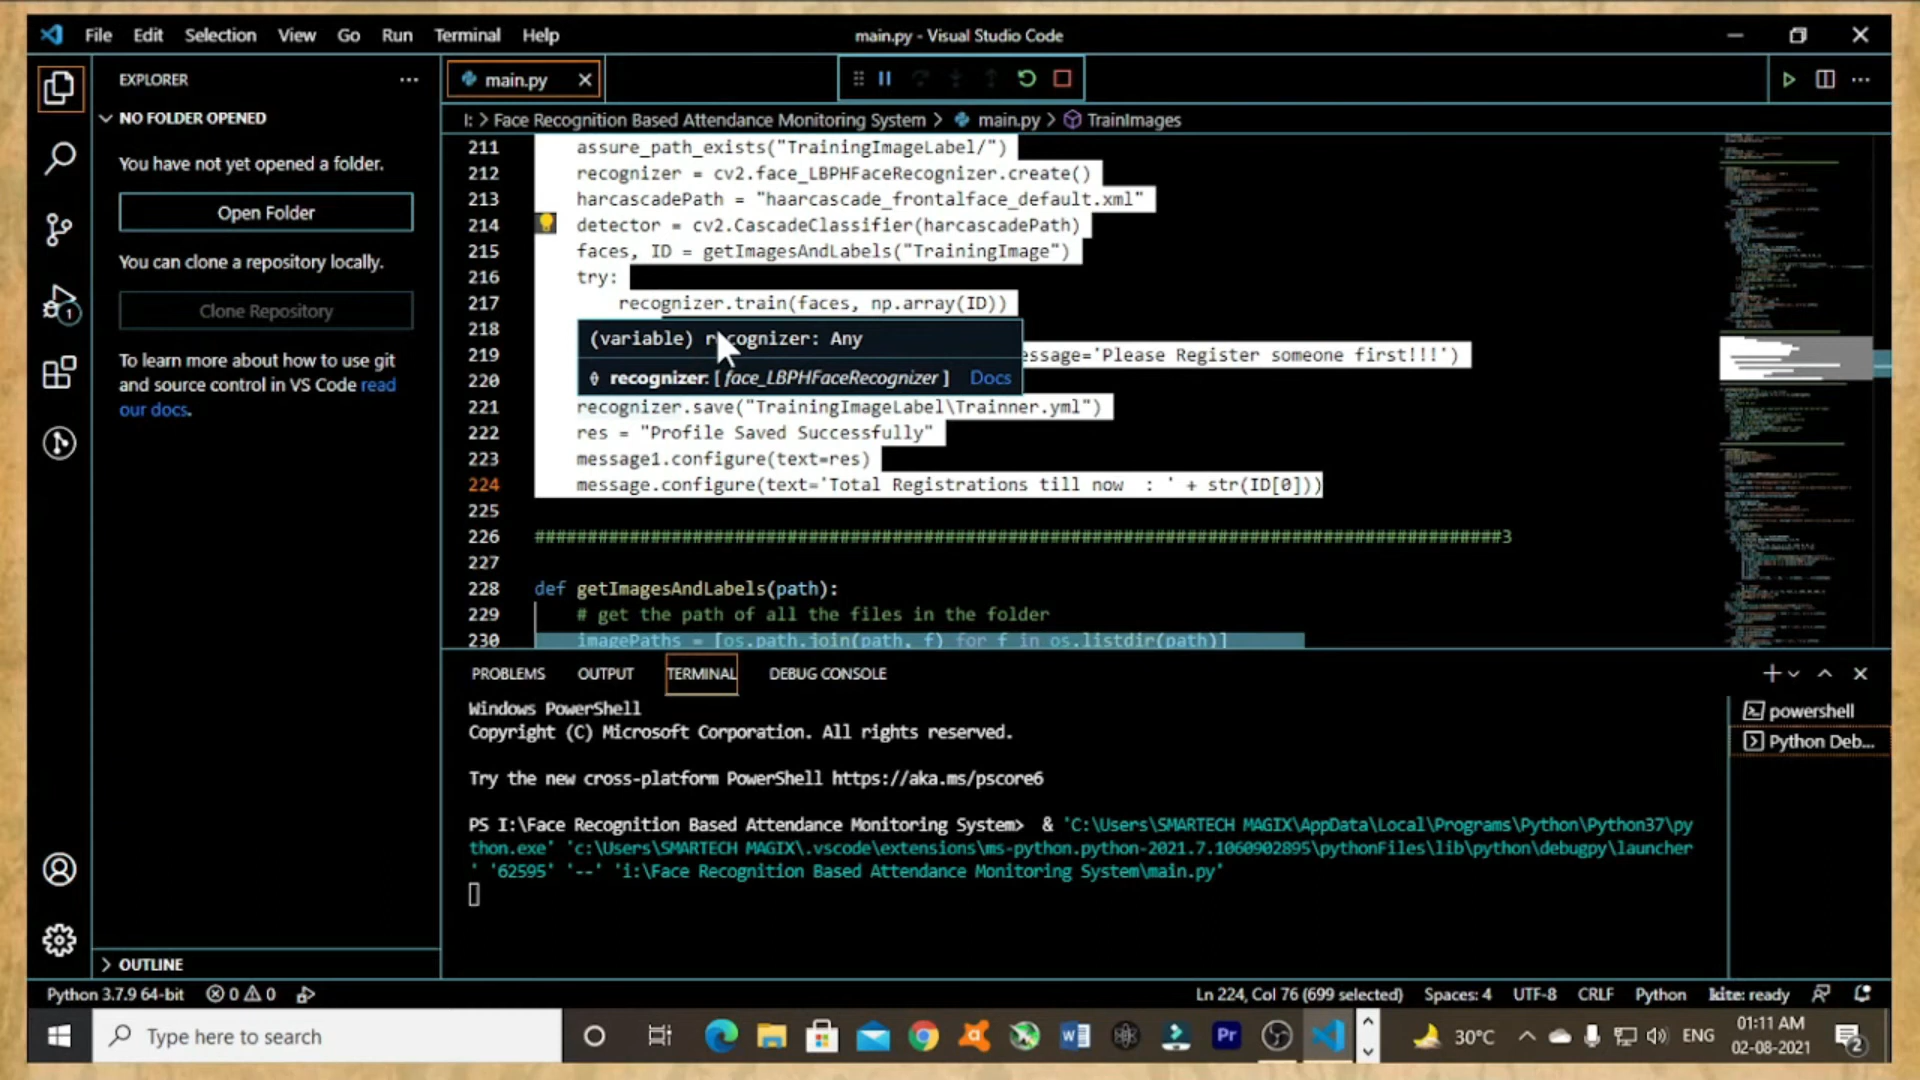 File Edit Selection View Go Run Terminal Help
main.py - Visual Studio Code
EXPLORER
NO FOLDER OPENED
You have not yet opened a folder.
Open Folder
You can clone a repository locally.
Clone Repository
To learn more about how to use git
and source control in VS Code read
our docs.
OUTLINE
main.py
I: > Face Recognition Based Attendance Monitoring System > main.py > TrainImages
211 assure_path_exists("TrainingImageLabel/")
212 recognizer = cv2.face_LBPHFaceRecognizer.create()
213 harcascadePath = "haarcascade_frontalface_default.xml"
214 detector = cv2.CascadeClassifier(harcascadePath)
215 faces, ID = getImagesAndLabels("TrainingImage")
216 try:
217 recognizer.train(faces, np.array(ID))
218
(variable) recognizer: Any
219 essage='Please Register someone first!!!')
220
recognizer: [ face_LBPHFaceRecognizer ] Docs
221 recognizer.save("TrainingImageLabel\Trainner.yml")
222 res = "Profile Saved Successfully"
223 message1.configure(text=res)
224 message.configure(text='Total Registrations till now  : ' + str(ID[0]))
225
226 ############################################################################################3
227
228 def getImagesAndLabels(path):
229 # get the path of all the files in the folder
230 imagePaths = [os.path.join(path, f) for f in os.listdir(path)]
PROBLEMS OUTPUT TERMINAL DEBUG CONSOLE
Windows PowerShell
Copyright (C) Microsoft Corporation. All rights reserved.
Try the new cross-platform PowerShell https://aka.ms/pscore6
PS I:\Face Recognition Based Attendance Monitoring System>  & 'C:\Users\SMARTECH MAGIX\AppData\Local\Programs\Python\Python37\py
thon.exe' 'c:\Users\SMARTECH MAGIX\.vscode\extensions\ms-python.python-2021.7.1060902895\pythonFiles\lib\python\debugpy\launcher
' '62595' '--' 'i:\Face Recognition Based Attendance Monitoring System\main.py'
powershell
Python Deb...
Python 3.7.9 64-bit 0 0
Ln 224, Col 76 (699 selected) Spaces: 4 UTF-8 CRLF Python kite: ready
Type here to search
W Pr
30°C ENG
01:11 AM
02-08-2021
2
1